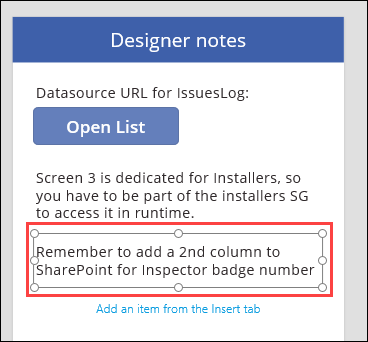 Designer notes
Datasource URL for IssuesLog:
Open List
Screen 3 is dedicated for Installers, so
you have to be part of the installers SG
to access it in runtime.
Remember to add a 2nd column to
SharePoint for Inspector badge number
Add an item from the Insert tab